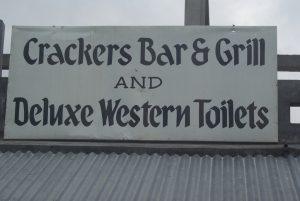 Crackers Bar & Grill
AND
Deluxe Western Toilets